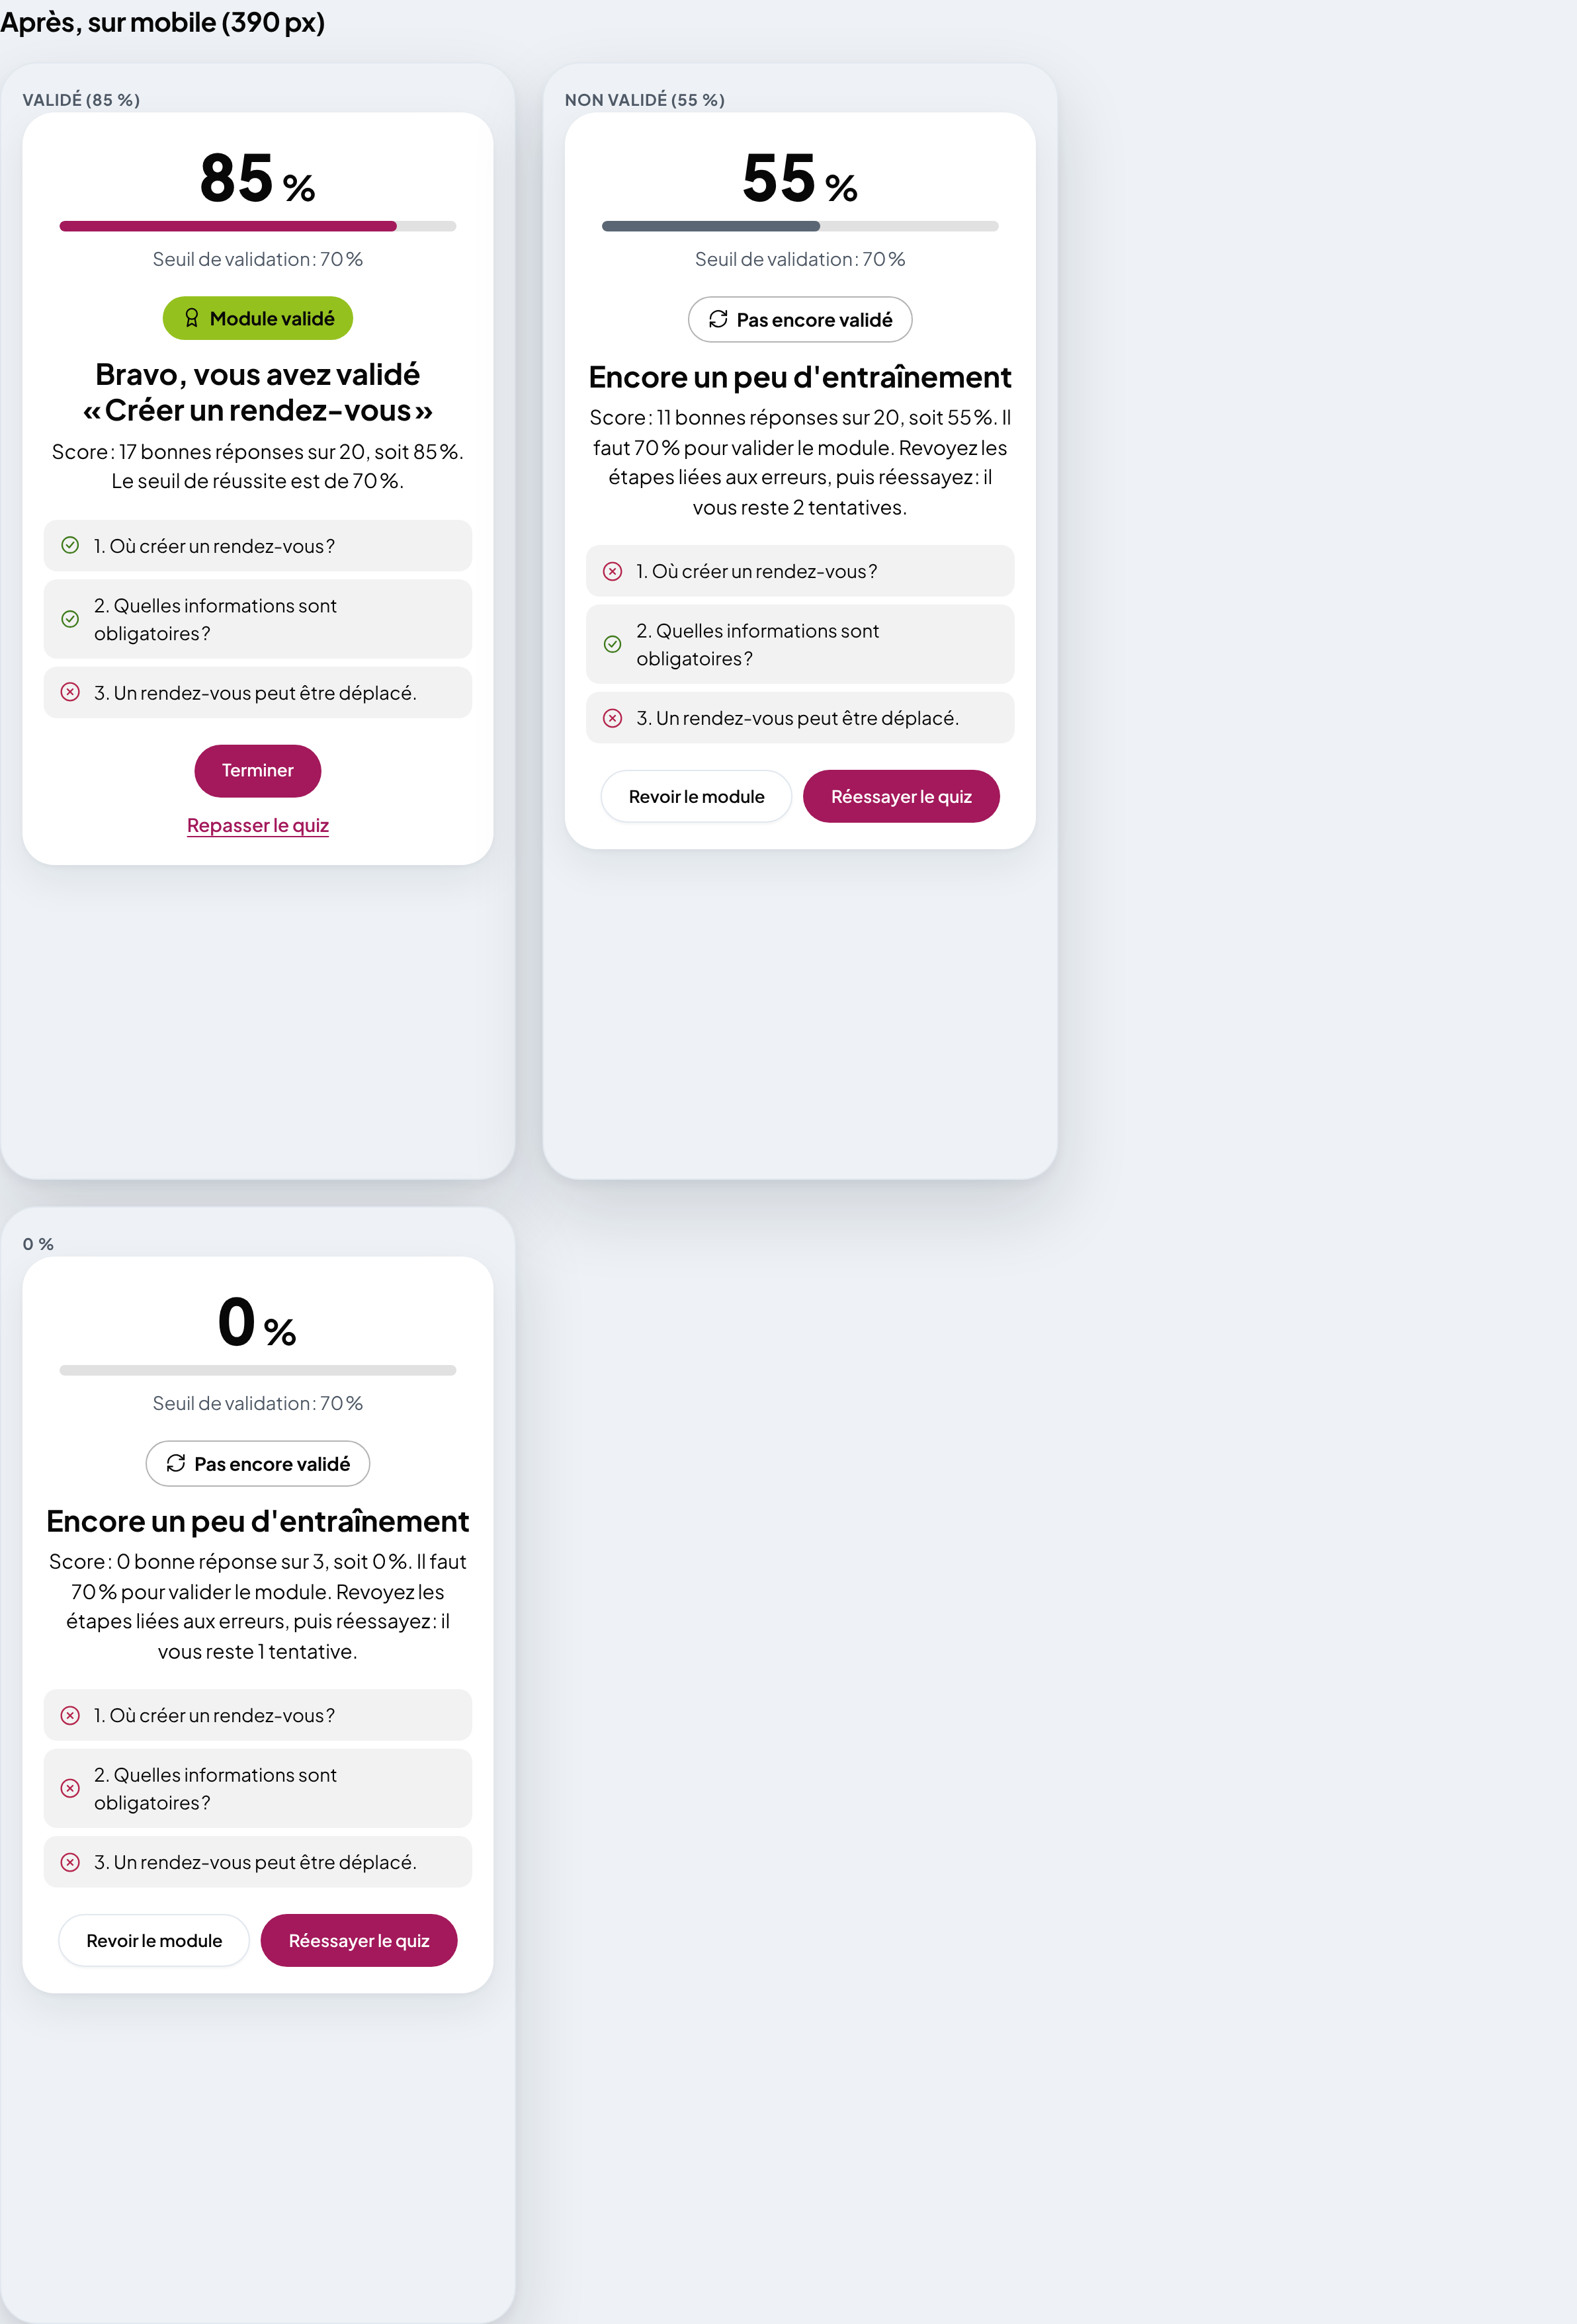 Après, sur mobile (390 px)
VALIDÉ (85 %)
85 %
Seuil de validation : 70 %
Module validé
Bravo, vous avez validé
« Créer un rendez-vous »
Score : 17 bonnes réponses sur 20, soit 85 %.
Le seuil de réussite est de 70 %.
1. Où créer un rendez-vous ?
2. Quelles informations sont
obligatoires ?
3. Un rendez-vous peut être déplacé.
Terminer
Repasser le quiz
NON VALIDÉ (55 %)
55 %
Seuil de validation : 70 %
Pas encore validé
Encore un peu d'entraînement
Score : 11 bonnes réponses sur 20, soit 55 %. Il
faut 70 % pour valider le module. Revoyez les
étapes liées aux erreurs, puis réessayez : il
vous reste 2 tentatives.
1. Où créer un rendez-vous ?
2. Quelles informations sont
obligatoires ?
3. Un rendez-vous peut être déplacé.
Revoir le module
Réessayer le quiz
0 %
0 %
Seuil de validation : 70 %
Pas encore validé
Encore un peu d'entraînement
Score : 0 bonne réponse sur 3, soit 0 %. Il faut
70 % pour valider le module. Revoyez les
étapes liées aux erreurs, puis réessayez : il
vous reste 1 tentative.
1. Où créer un rendez-vous ?
2. Quelles informations sont
obligatoires ?
3. Un rendez-vous peut être déplacé.
Revoir le module
Réessayer le quiz